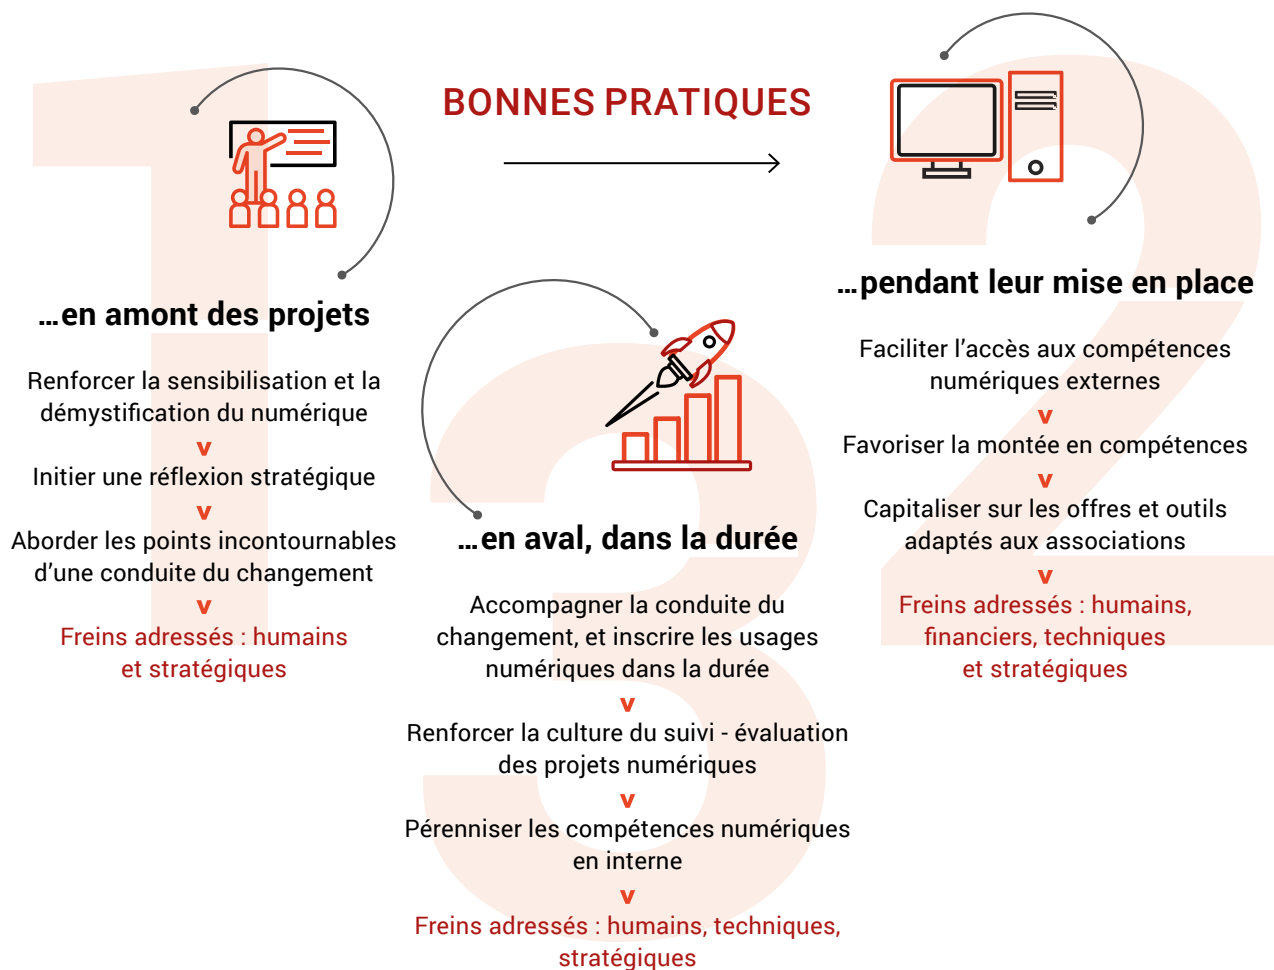 BONNES PRATIQUES
1
...en amont des projets
Renforcer la sensibilisation et la
démystification du numérique
v
Initier une réflexion stratégique
v
Aborder les points incontournables
d'une conduite du changement
v
Freins adressés : humains
et stratégiques
2
...pendant leur mise en place
Faciliter l'accès aux compétences
numériques externes
v
Favoriser la montée en compétences
v
Capitaliser sur les offres et outils
adaptés aux associations
v
Freins adressés : humains,
financiers, techniques
et stratégiques
3
...en aval, dans la durée
Accompagner la conduite du
changement, et inscrire les usages
numériques dans la durée
v
Renforcer la culture du suivi - évaluation
des projets numériques
v
Pérenniser les compétences numériques
en interne
v
Freins adressés : humains, techniques,
stratégiques